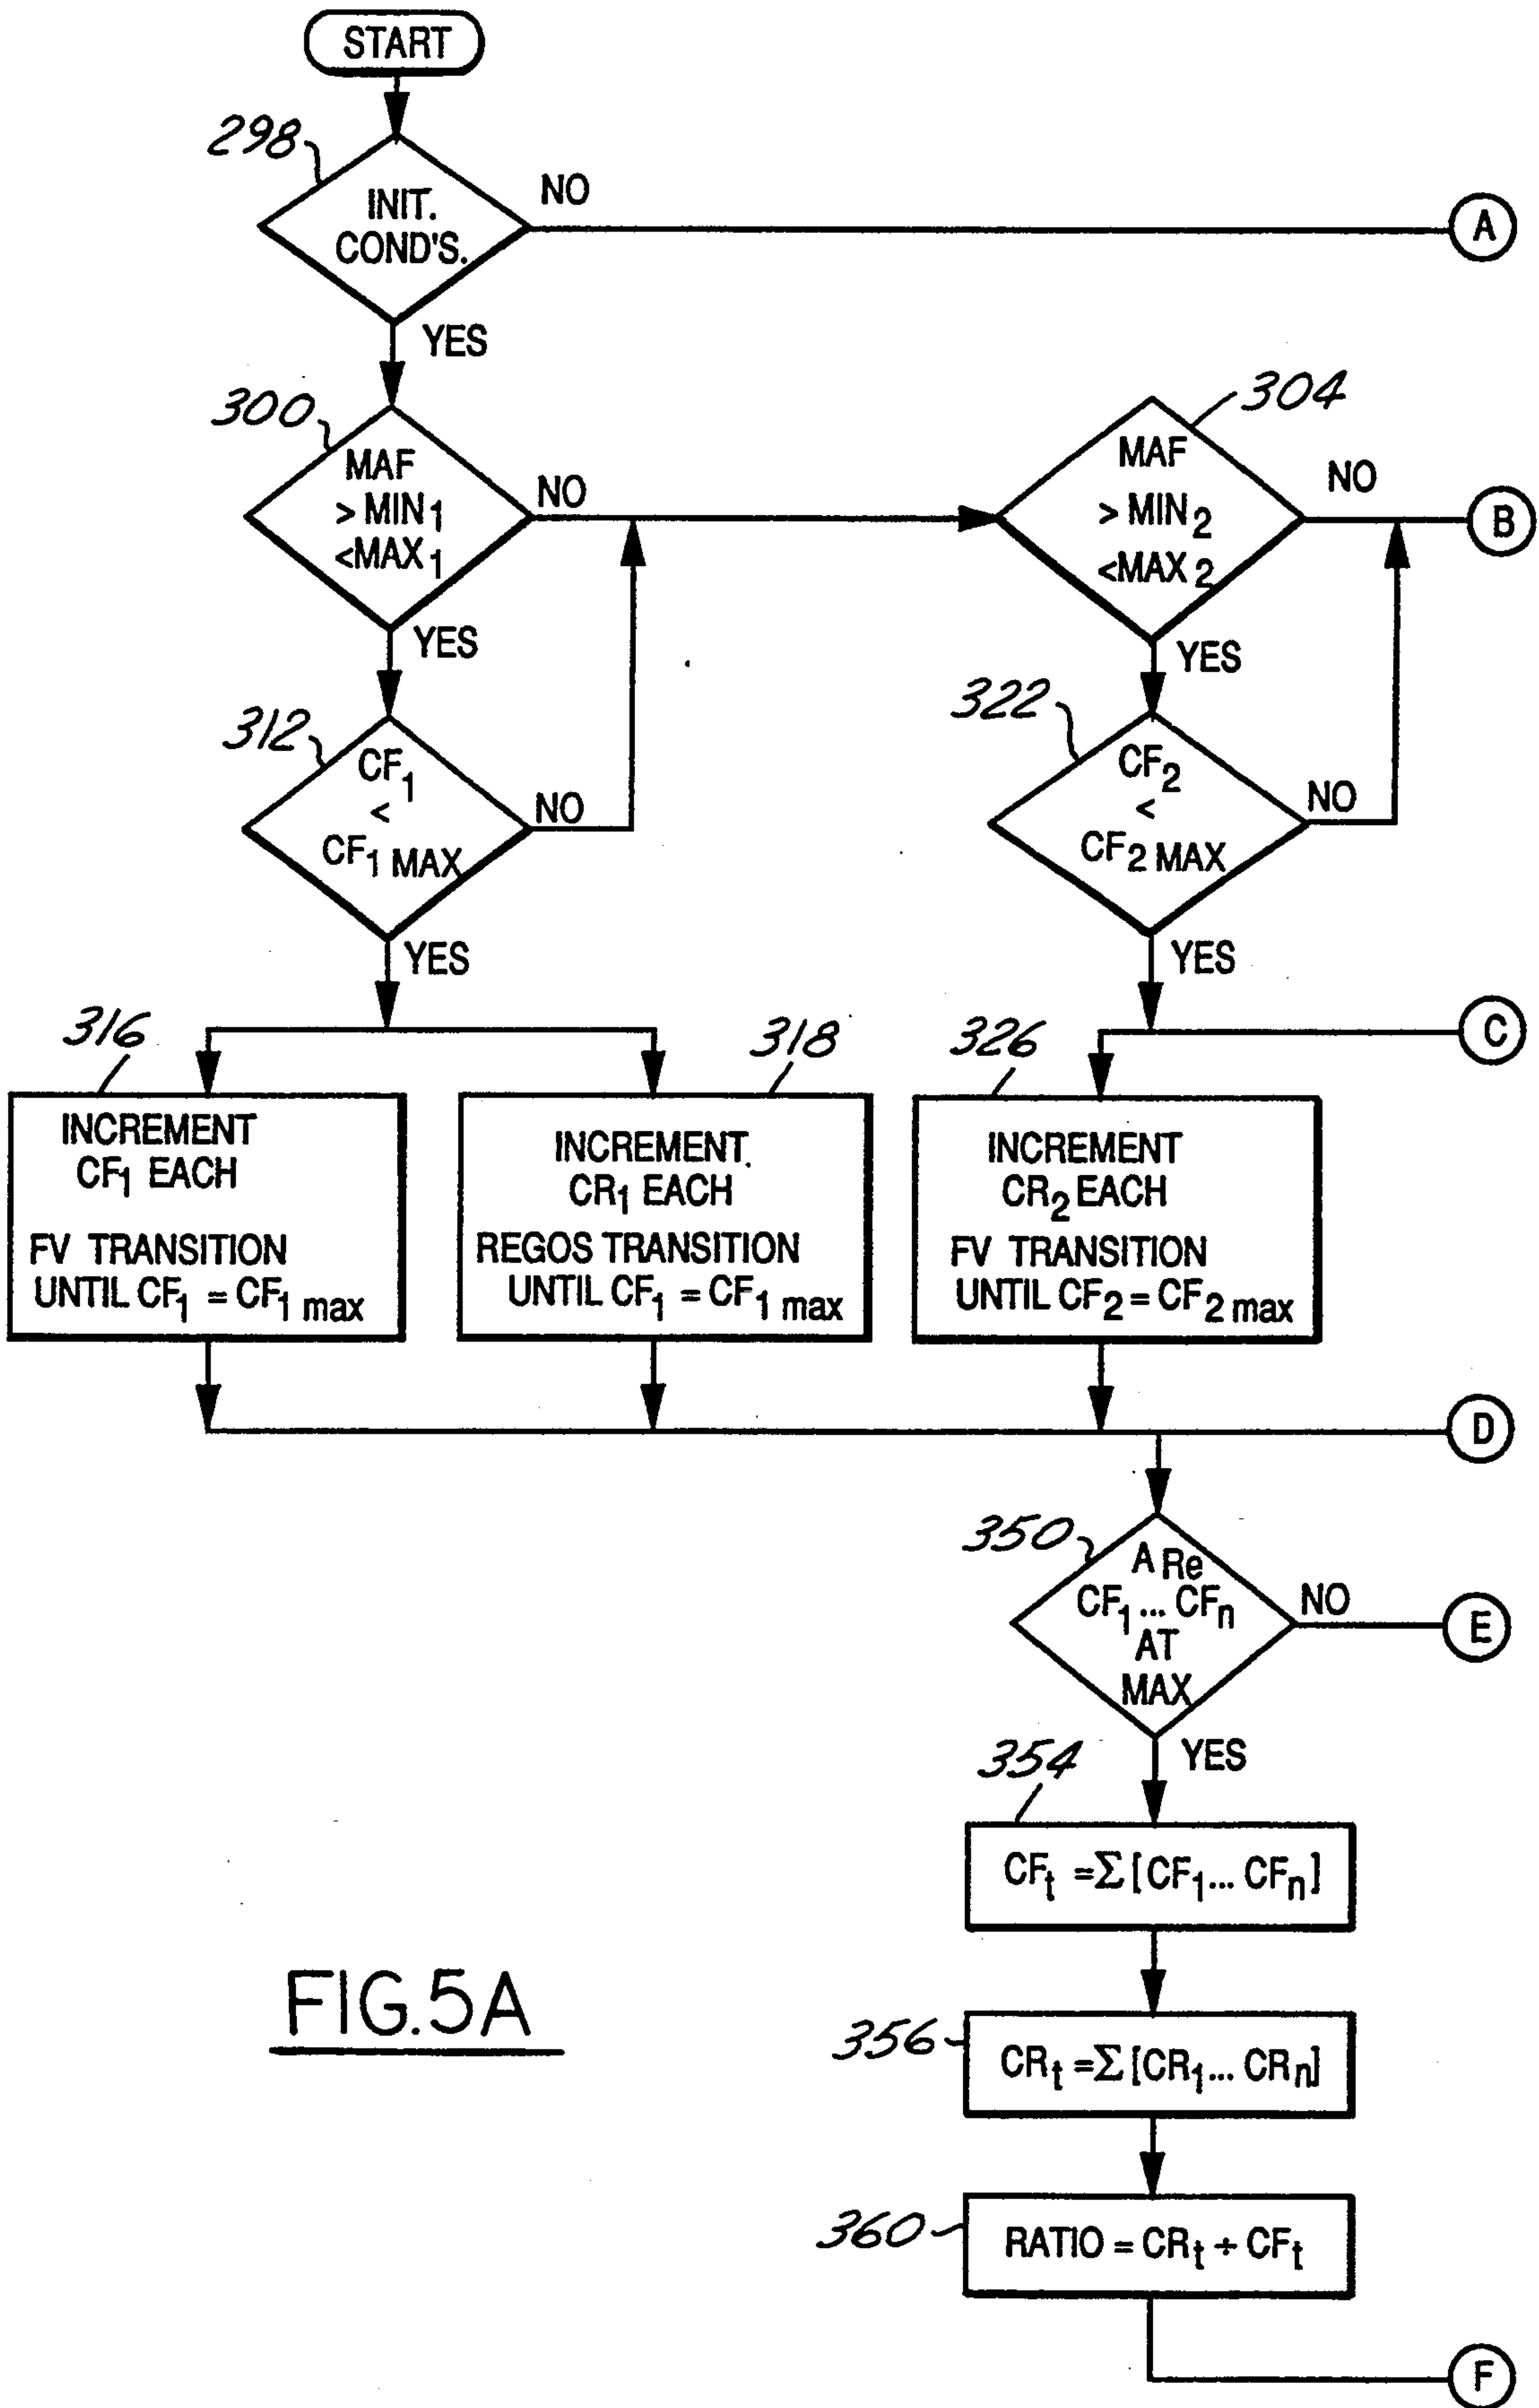 START
298
INIT.
COND'S.
NO
A
YES
300
MAF
> MIN1
<MAX1
NO
304
MAF
> MIN2
<MAX2
NO
B
YES
YES
312
CF1
<
CF1 MAX
NO
322
CF2
<
CF2 MAX
NO
YES
YES
C
316
INCREMENT
CF1 EACH
FV TRANSITION
UNTIL CF1 = CF1 max
318
INCREMENT
CR1 EACH
REGOS TRANSITION
UNTIL CF1 = CF1 max
326
INCREMENT
CR2 EACH
FV TRANSITION
UNTIL CF2 = CF2 max
D
350
ARe
CF1 ... CFn
AT
MAX
NO
E
YES
354
CFt = Σ [CF1... CFn]
356
CRt = Σ [CR1... CRn]
360
RATIO = CRt ÷ CFt
F
FIG.5A